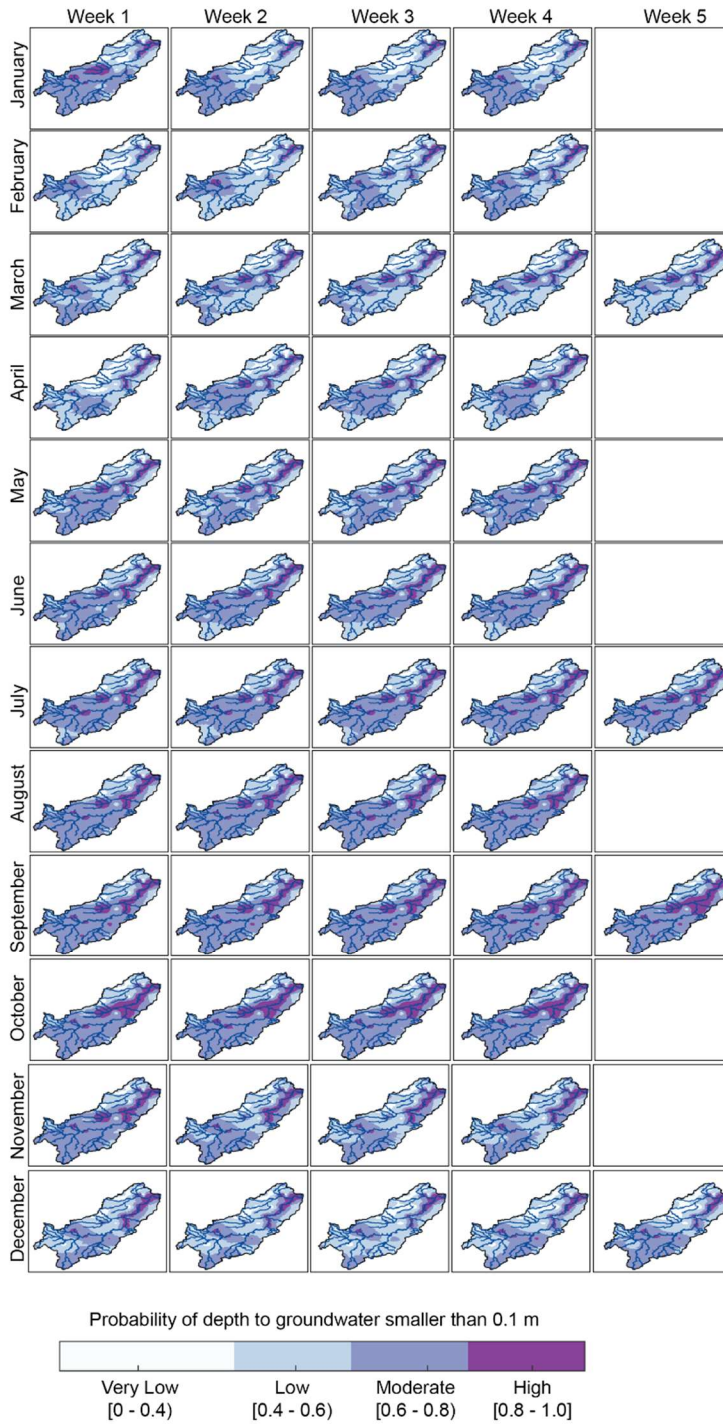 Week 1 Week 2 Week 3 Week 4 Week 5
January
February
March
April
May
June
July
August
September
October
November
December
Probability of depth to groundwater smaller than 0.1 m
Very Low Low Moderate High
[0 - 0.4) [0.4 - 0.6) [0.6 - 0.8) [0.8 - 1.0]